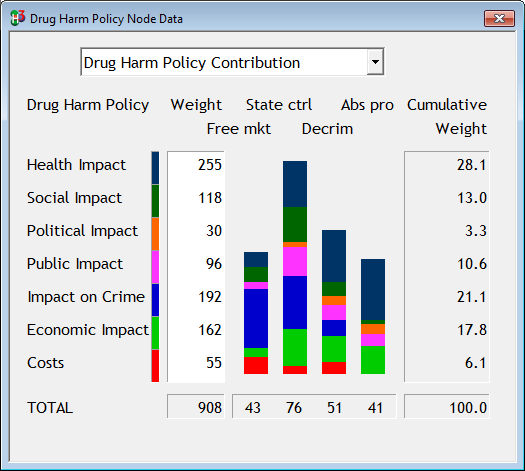 Drug Harm Policy Node Data
Drug Harm Policy Contribution
Drug Harm Policy Weight State ctrl Abs pro Cumulative
Free mkt Decrim Weight
Health Impact 255 28.1
Social Impact 118 13.0
Political Impact 30 3.3
Public Impact 96 10.6
Impact on Crime 192 21.1
Economic Impact 162 17.8
Costs 55 6.1
TOTAL 908 43 76 51 41 100.0